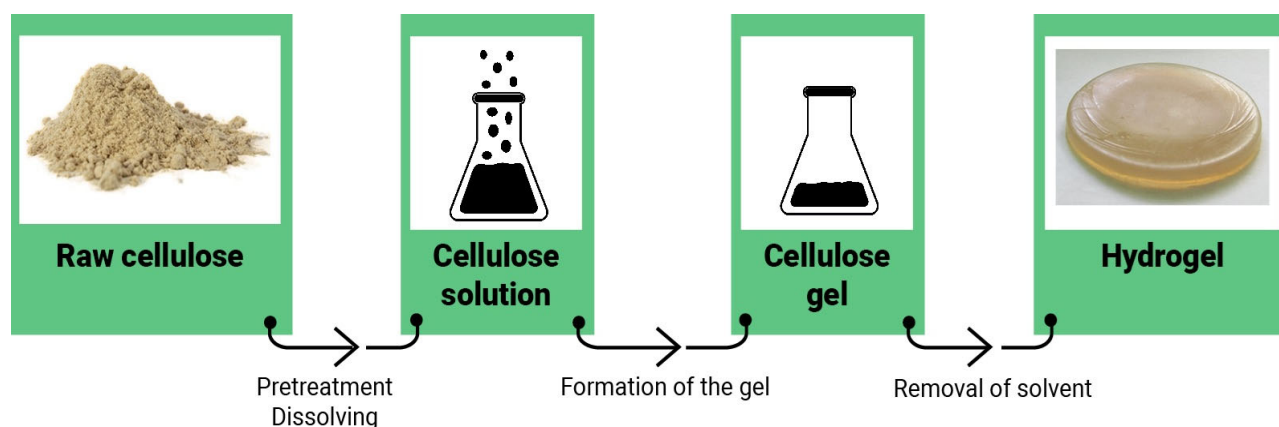 Raw cellulose
Cellulose
solution
Cellulose
gel
Hydrogel
Pretreatment
Dissolving
Formation of the gel
Removal of solvent